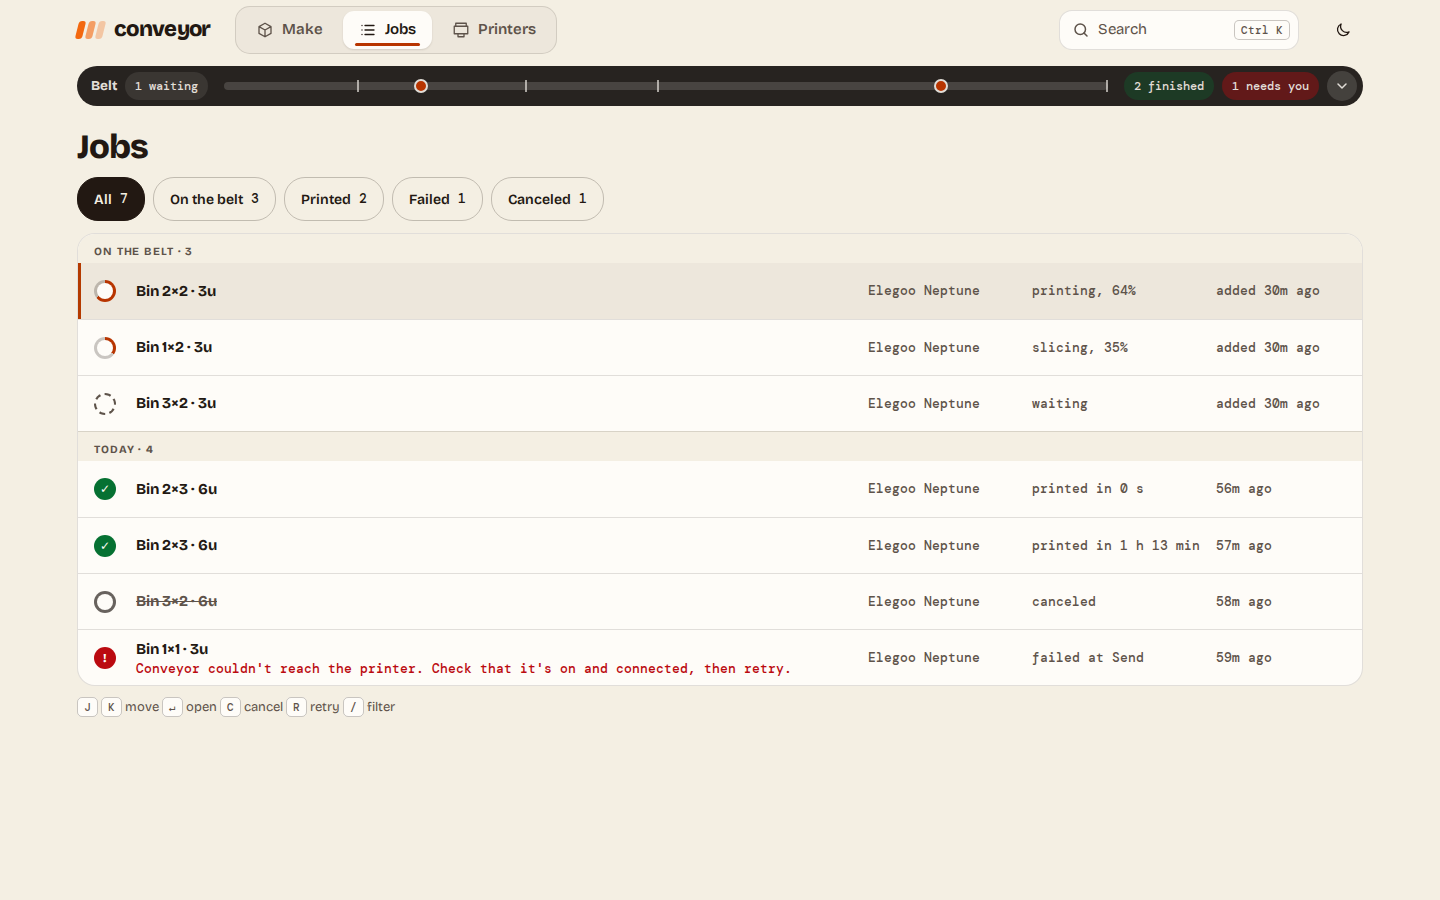 conveyor
Make
Jobs
Printers
Search
Ctrl K
Belt
1 waiting
2 finished
1 needs you
Jobs
All 7
On the belt 3
Printed 2
Failed 1
Canceled 1
ON THE BELT · 3
Bin 2×2 · 3u Elegoo Neptune printing, 64% added 30m ago
Bin 1×2 · 3u Elegoo Neptune slicing, 35% added 30m ago
Bin 3×2 · 3u Elegoo Neptune waiting added 30m ago
TODAY · 4
✓ Bin 2×3 · 6u Elegoo Neptune printed in 0 s 56m ago
✓ Bin 2×3 · 6u Elegoo Neptune printed in 1 h 13 min 57m ago
Bin 3×2 · 6u Elegoo Neptune canceled 58m ago
! Bin 1×1 · 3u Elegoo Neptune failed at Send 59m ago
Conveyor couldn't reach the printer. Check that it's on and connected, then retry.
J K move ↵ open C cancel R retry / filter